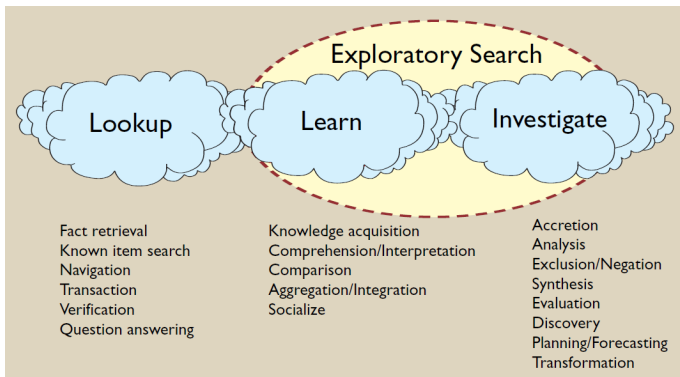 Exploratory Search
Lookup
Learn
Investigate
Fact retrieval
Known item search
Navigation
Transaction
Verification
Question answering
Knowledge acquisition
Comprehension/Interpretation
Comparison
Aggregation/Integration
Socialize
Accretion
Analysis
Exclusion/Negation
Synthesis
Evaluation
Discovery
Planning/Forecasting
Transformation